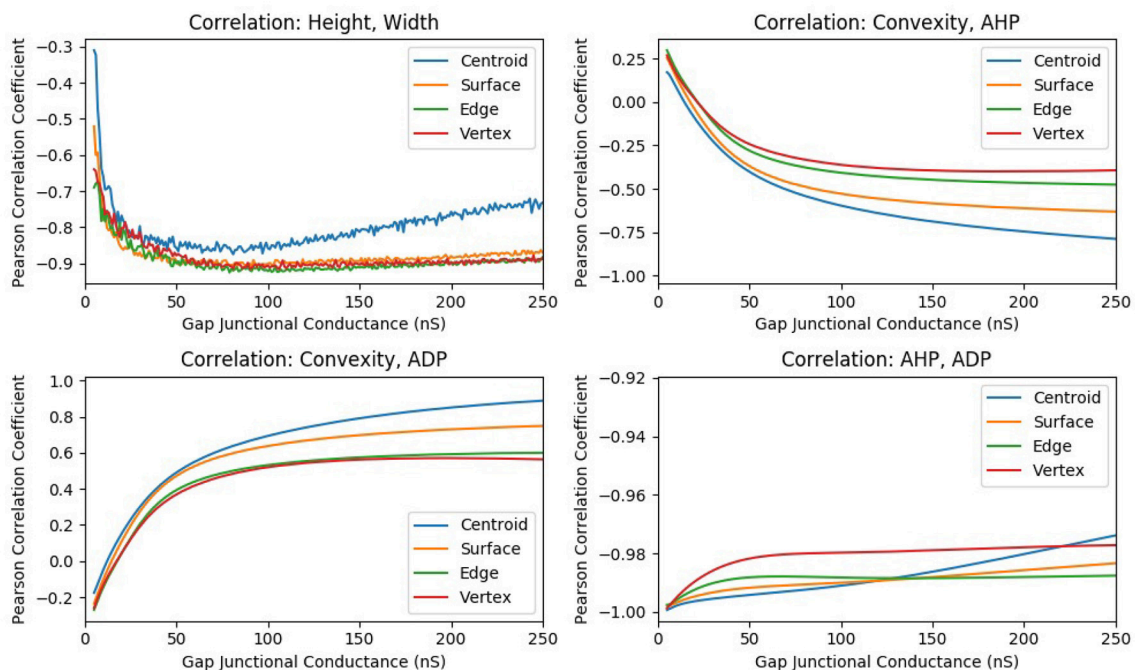 Correlation: Height, Width
Pearson Correlation Coefficient
−0.3
−0.4
−0.5
−0.6
−0.7
−0.8
−0.9
Centroid
Surface
Edge
Vertex
0 50 100 150 200 250
Gap Junctional Conductance (nS)
Correlation: Convexity, AHP
Pearson Correlation Coefficient
0.25
0.00
−0.25
−0.50
−0.75
−1.00
Centroid
Surface
Edge
Vertex
0 50 100 150 200 250
Gap Junctional Conductance (nS)
Correlation: Convexity, ADP
Pearson Correlation Coefficient
1.0
0.8
0.6
0.4
0.2
0.0
−0.2
Centroid
Surface
Edge
Vertex
0 50 100 150 200 250
Gap Junctional Conductance (nS)
Correlation: AHP, ADP
Pearson Correlation Coefficient
−0.92
−0.94
−0.96
−0.98
−1.00
Centroid
Surface
Edge
Vertex
0 50 100 150 200 250
Gap Junctional Conductance (nS)